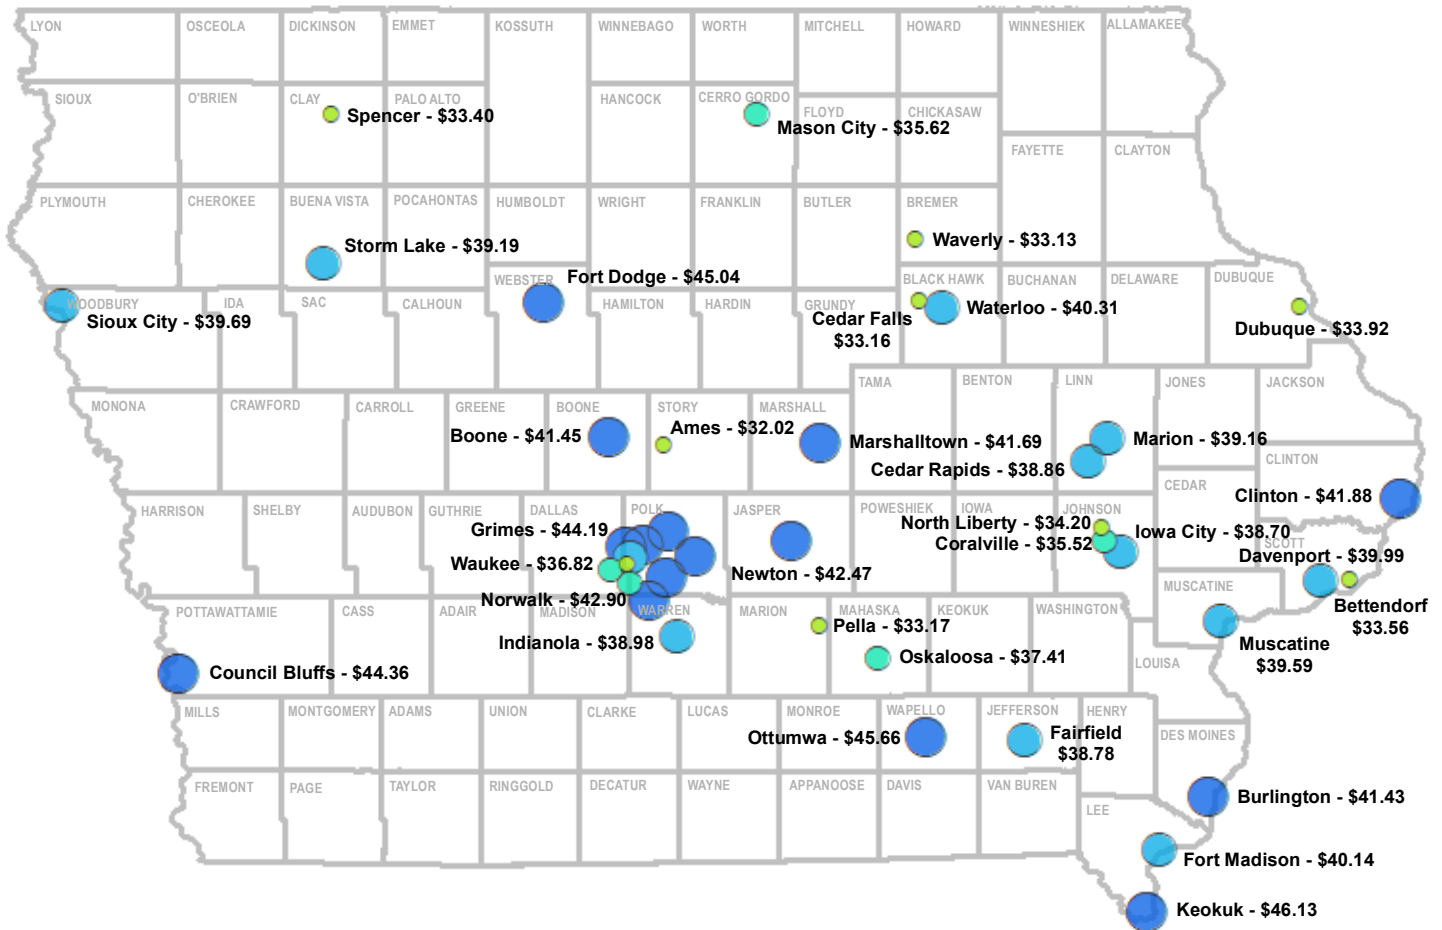 LYON
OSCEOLA
DICKINSON
EMMET
KOSSUTH
WINNEBAGO
WORTH
MITCHELL
HOWARD
WINNESHIEK
ALLAMAKEE
SIOUX
O'BRIEN
CLAY
PALO ALTO
HANCOCK
CERRO GORDO
FLOYD
CHICKASAW
Spencer - $33.40
Mason City - $35.62
FAYETTE
CLAYTON
PLYMOUTH
CHEROKEE
BUENA VISTA
POCAHONTAS
HUMBOLDT
WRIGHT
FRANKLIN
BUTLER
BREMER
Storm Lake - $39.19
Waverly - $33.13
WEBSTER
Fort Dodge - $45.04
BLACK HAWK
BUCHANAN
DELAWARE
DUBUQUE
WOODBURY
IDA
SAC
CALHOUN
HAMILTON
HARDIN
GRUNDY
Sioux City - $39.69
Cedar Falls
$33.16
Waterloo - $40.31
Dubuque - $33.92
MONONA
CRAWFORD
CARROLL
GREENE
BOONE
STORY
MARSHALL
TAMA
BENTON
LINN
JONES
JACKSON
Boone - $41.45
Ames - $32.02
Marshalltown - $41.69
Marion - $39.16
Cedar Rapids - $38.86
CLINTON
CEDAR
Clinton - $41.88
HARRISON
SHELBY
AUDUBON
GUTHRIE
DALLAS
POLK
JASPER
POWESHIEK
IOWA
JOHNSON
Grimes - $44.19
North Liberty - $34.20
Iowa City - $38.70
Coralville - $35.52
SCOTT
Davenport - $39.99
Waukee - $36.82
Newton - $42.47
MUSCATINE
Norwalk - $42.90
Bettendorf
$33.56
POTTAWATTAMIE
CASS
ADAIR
MADISON
WARREN
MARION
MAHASKA
KEOKUK
WASHINGTON
Pella - $33.17
Indianola - $38.98
Oskaloosa - $37.41
Muscatine
$39.59
LOUISA
Council Bluffs - $44.36
MILLS
MONTGOMERY
ADAMS
UNION
CLARKE
LUCAS
MONROE
WAPELLO
JEFFERSON
HENRY
DES MOINES
Ottumwa - $45.66
Fairfield
$38.78
FREMONT
PAGE
TAYLOR
RINGGOLD
DECATUR
WAYNE
APPANOOSE
DAVIS
VAN BUREN
LEE
Burlington - $41.43
Fort Madison - $40.14
Keokuk - $46.13